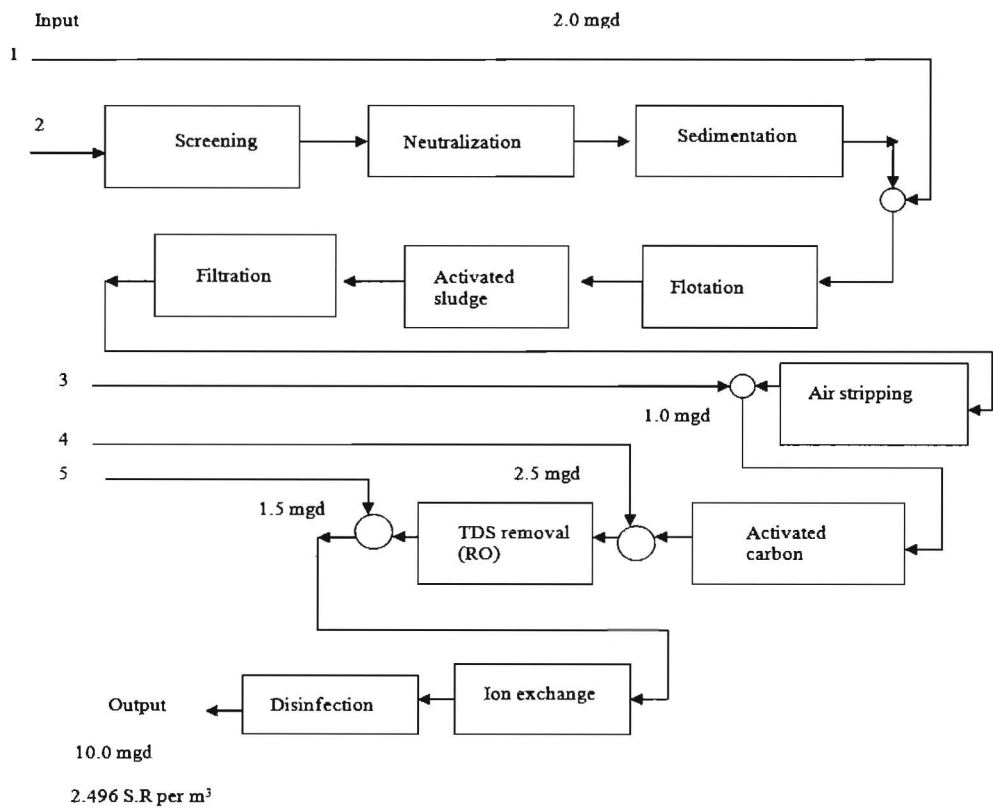 Input
2.0 mgd
1
2
Screening
Neutralization
Sedimentation
Filtration
Activated
sludge
Flotation
3
Air stripping
1.0 mgd
4
5
2.5 mgd
1.5 mgd
TDS removal
(RO)
Activated
carbon
Ion exchange
Disinfection
Output
10.0 mgd
2.496 S.R per m³